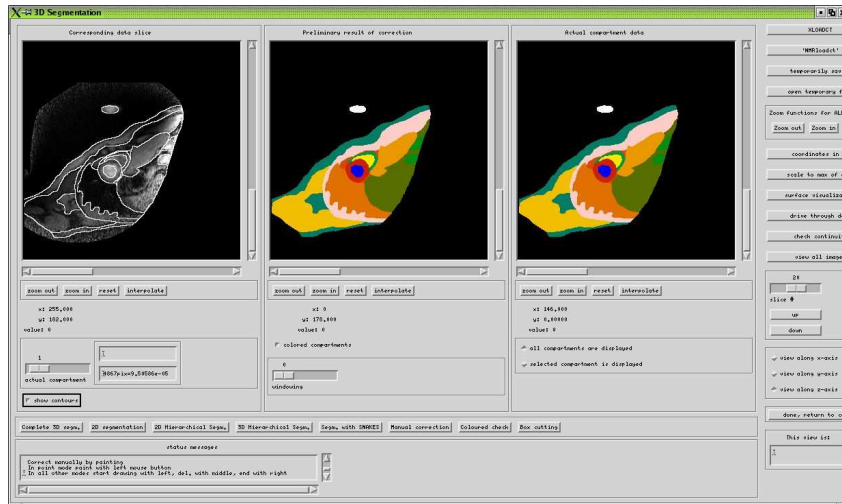 3D Segmentation
Corresponding data slice
Preliminary result of correction
Actual compartment data
XLOADCT
'NMRloadct'
temporarily sav
open temporary f
Zoom functions for ALL
Zoom out Zoom in
coordinates in
scale to max of
surface visualiza
drive through d
check continui
view all image
20
slice #
up
down
view along x-axis
view along y-axis
view along z-axis
done, return to
This view is:
zoom out zoom in reset interpolate
x: 255,000
y: 182,000
value: 0
1
actual compartment
show contours
zoom out zoom in reset interpolate
x: 0
y: 178,000
value: 0
colored compartments
0
windowing
zoom out zoom in reset interpolate
x: 146,000
y: 0,00000
value: 0
all compartments are displayed
selected compartment is displayed
Complete 3D segm. 2D segmentation 2D Hierarchical Segm. 3D Hierarchical Segm. Segm. with SNAKES Manual correction Coloured check Box cutting
status messages
Correct manually by painting
In point mode paint with left mouse button
In all other modes start drawing with left, del. with middle, end with right